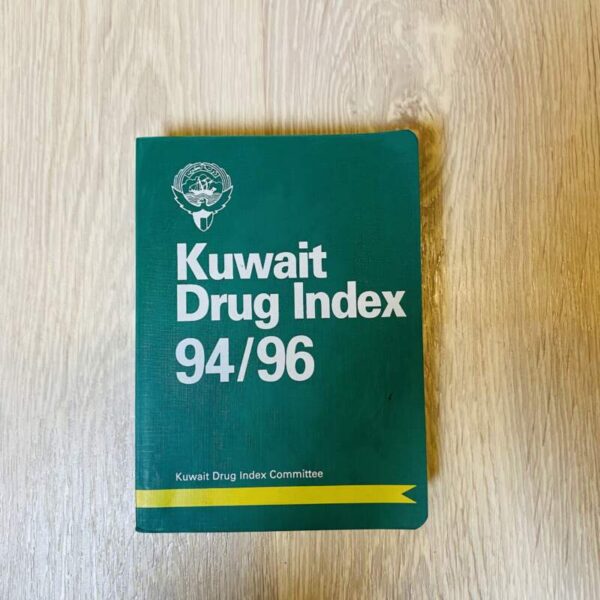 Kuwait
Drug Index
94/96
Kuwait Drug Index Committee